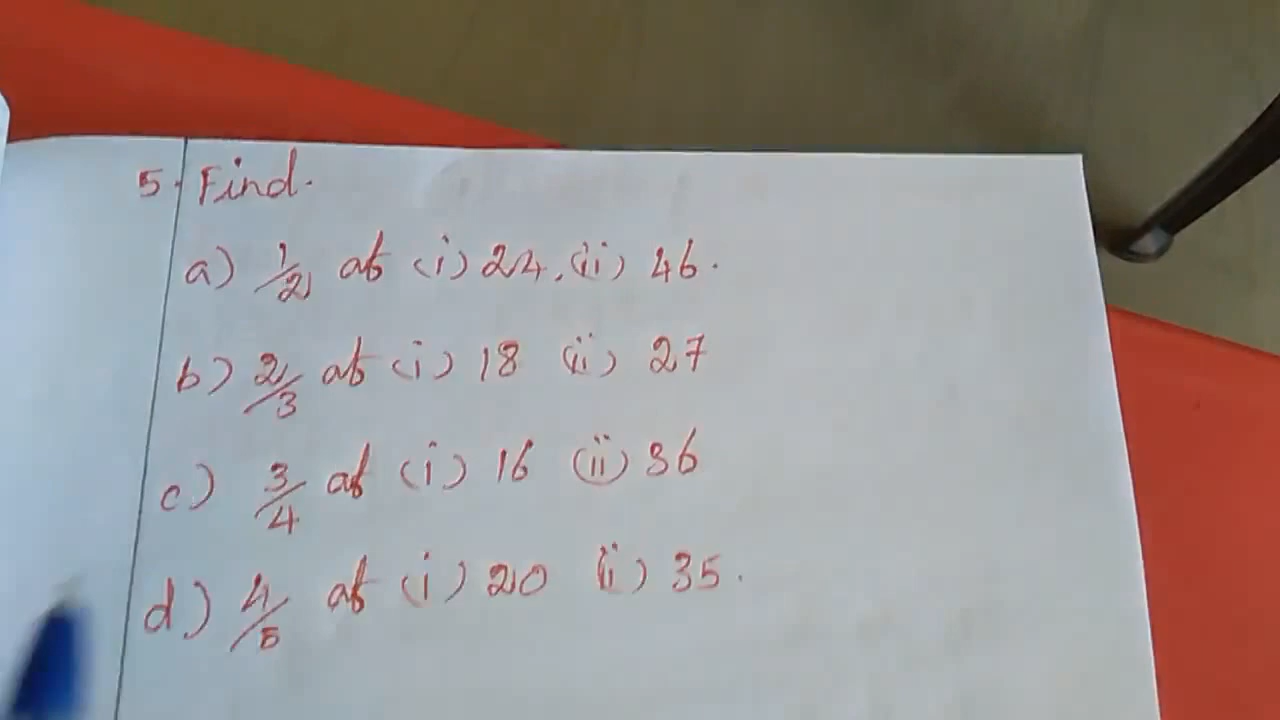 5. Find.
a) 1/2 of (i) 24, (ii) 46.
b) 2/3 of (i) 18 (ii) 27
c) 3/4 of (i) 16 (ii) 36
d) 4/5 of (i) 20 (ii) 35.